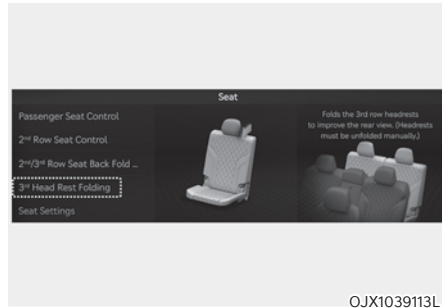 Seat
Passenger Seat Control
2nd Row Seat Control
2nd/3rd Row Seat Back Fold ...
3rd Head Rest Folding
Seat Settings
Folds the 3rd row headrests
to improve the rear view. (Headrests
must be unfolded manually.)
OJX1039113L